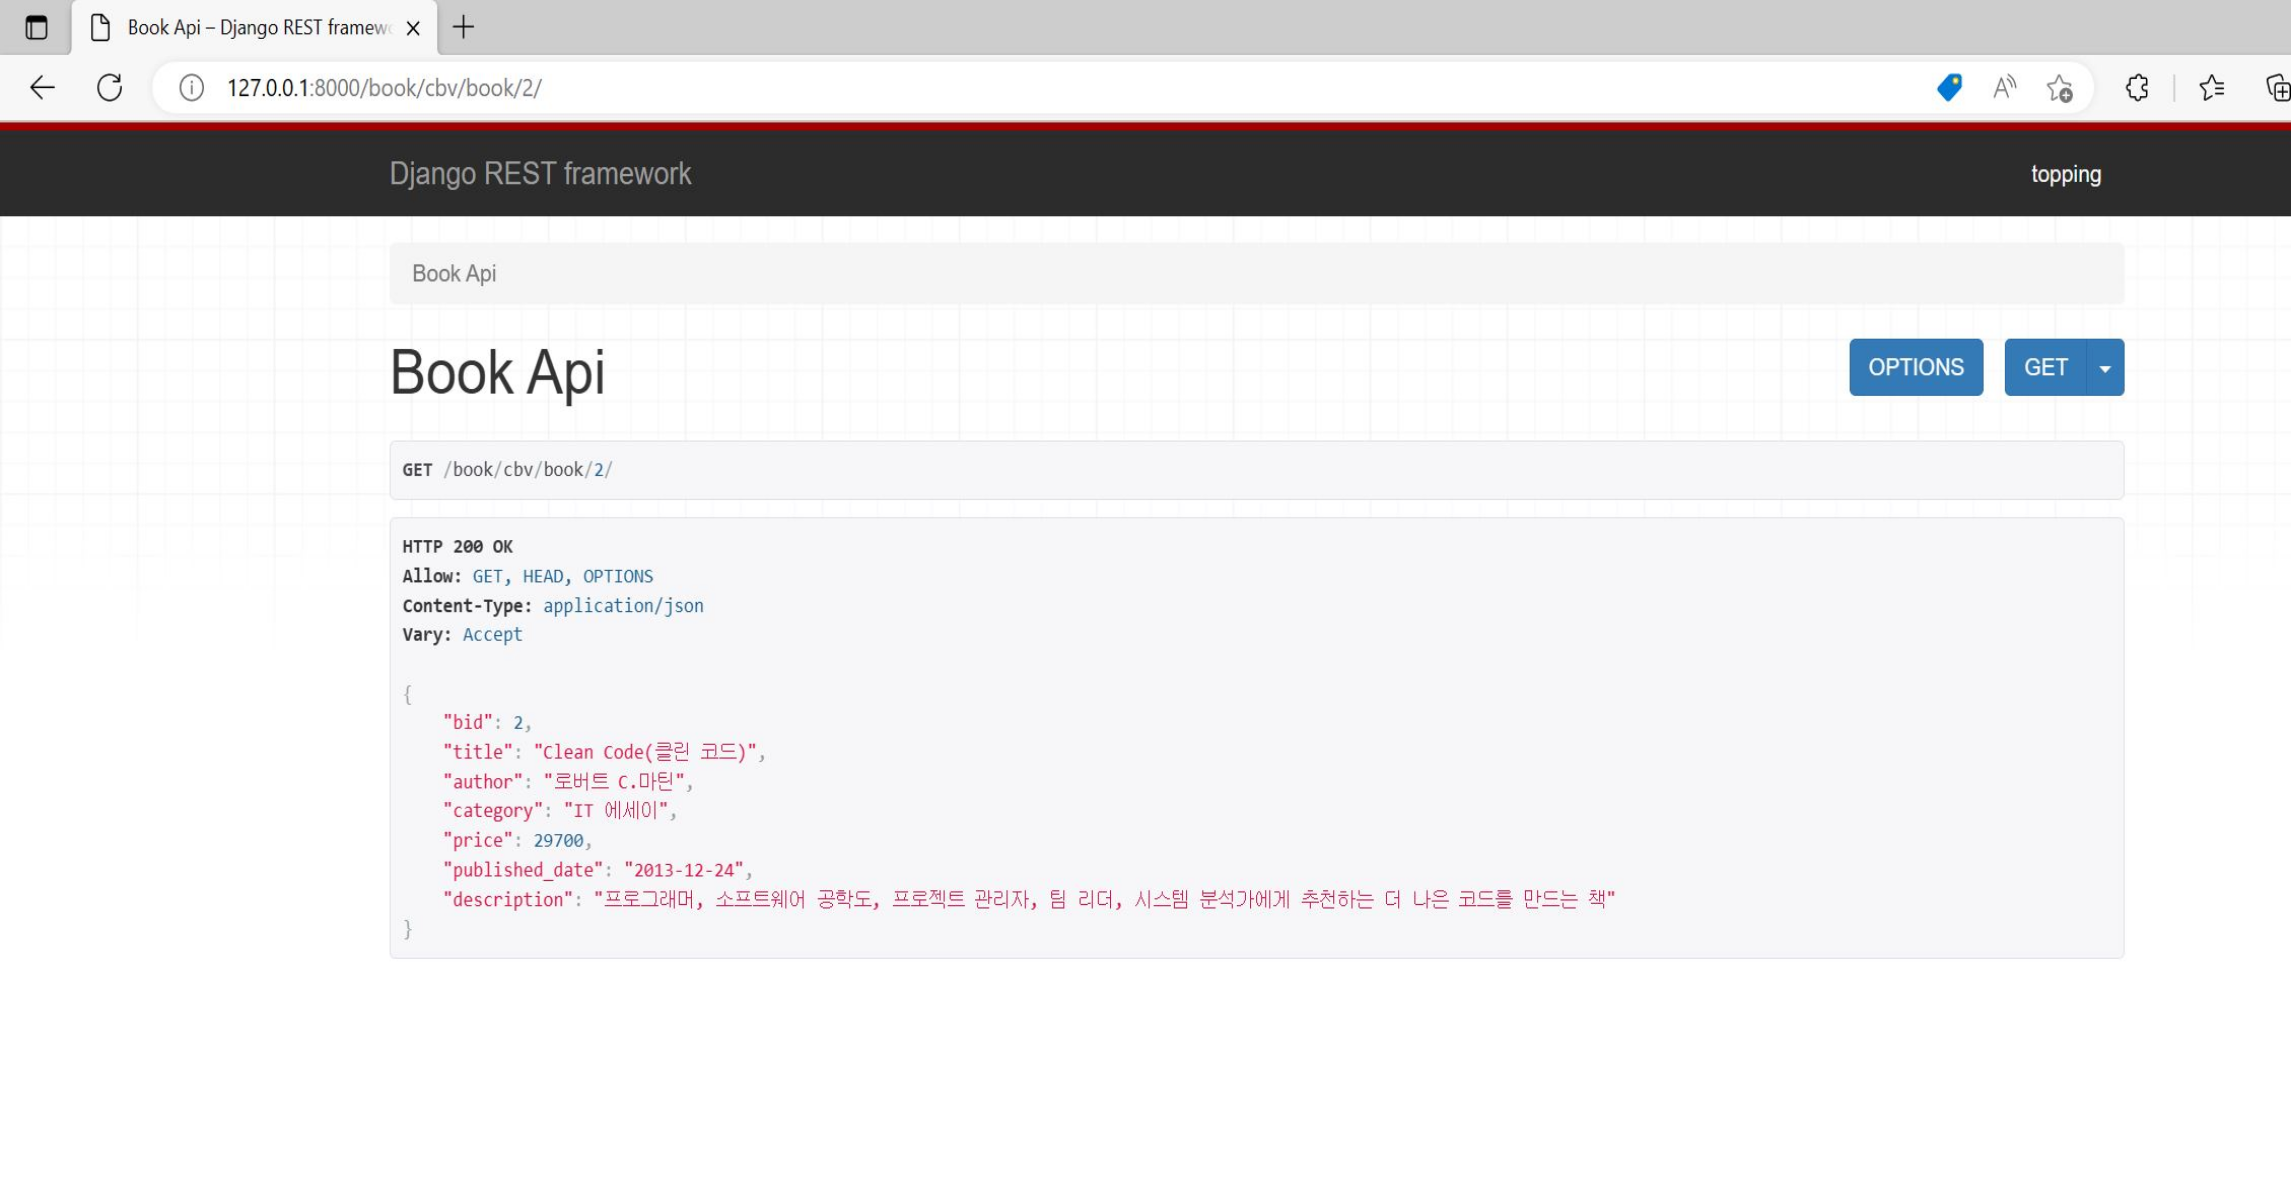 Book Api – Django REST framew
127.0.0.1:8000/book/cbv/book/2/
Django REST framework
topping
Book Api
Book Api
OPTIONS
GET
GET /book/cbv/book/2/
HTTP 200 OK
Allow: GET, HEAD, OPTIONS
Content-Type: application/json
Vary: Accept
{
"bid": 2,
"title": "Clean Code(클린 코드)",
"author": "로버트 C.마틴",
"category": "IT 에세이",
"price": 29700,
"published_date": "2013-12-24",
"description": "프로그래머, 소프트웨어 공학도, 프로젝트 관리자, 팀 리더, 시스템 분석가에게 추천하는 더 나은 코드를 만드는 책"
}